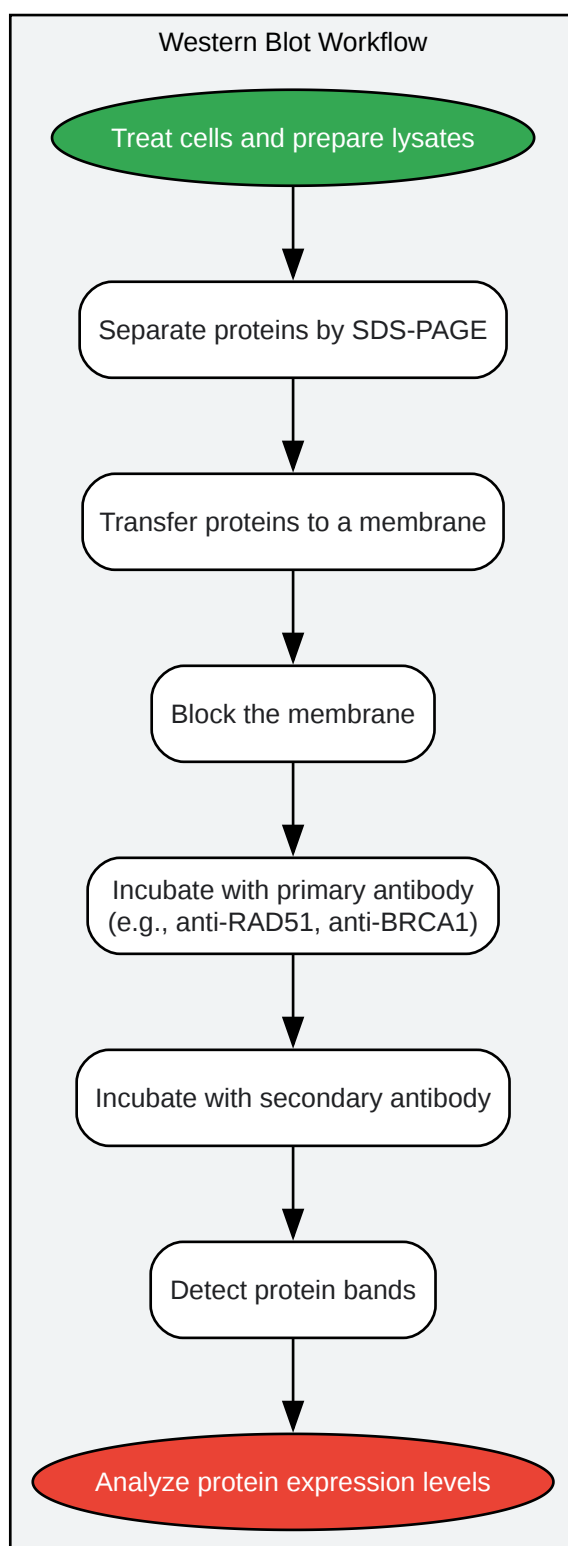 Western Blot Workflow
Treat cells and prepare lysates
Separate proteins by SDS-PAGE
Transfer proteins to a membrane
Block the membrane
Incubate with primary antibody
(e.g., anti-RAD51, anti-BRCA1)
Incubate with secondary antibody
Detect protein bands
Analyze protein expression levels